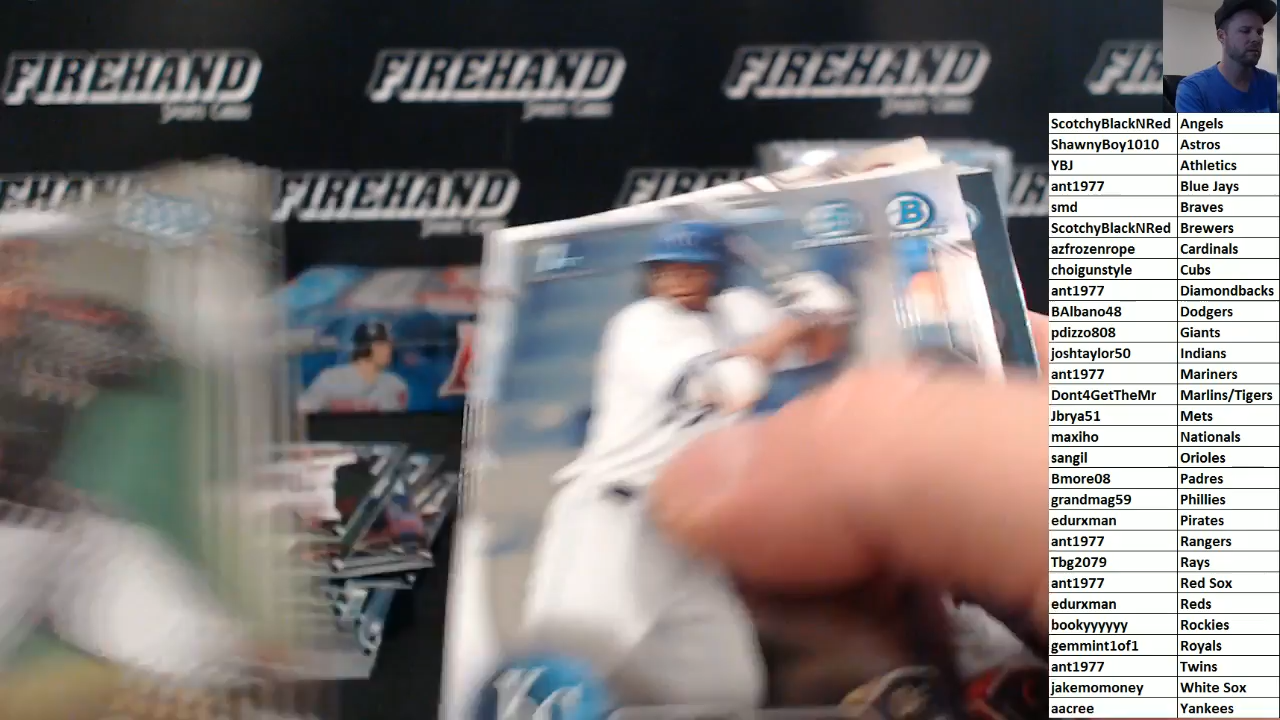 FIREHAND FIREHAND FIREHAND
FIREHAND FIREHAND
B
KC
ScotchyBlackNRed Angels
ShawnyBoy1010 Astros
YBJ Athletics
ant1977 Blue Jays
smd Braves
ScotchyBlackNRed Brewers
azfrozenrope Cardinals
choigunstyle Cubs
ant1977 Diamondbacks
BAlbano48 Dodgers
pdizzo808 Giants
joshtaylor50 Indians
ant1977 Mariners
Dont4GetTheMr Marlins/Tigers
Jbrya51 Mets
maxiho Nationals
sangil Orioles
Bmore08 Padres
grandmag59 Phillies
edurxman Pirates
ant1977 Rangers
Tbg2079 Rays
ant1977 Red Sox
edurxman Reds
bookyyyyyy Rockies
gemmint1of1 Royals
ant1977 Twins
jakemomoney White Sox
aacree Yankees